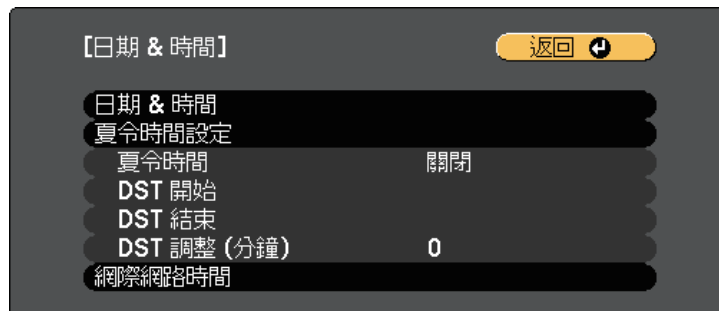 【日期 & 時間】
返回
日期 & 時間
夏令時間設定
夏令時間 關閉
DST 開始
DST 結束
DST 調整 (分鐘) 0
網際網路時間